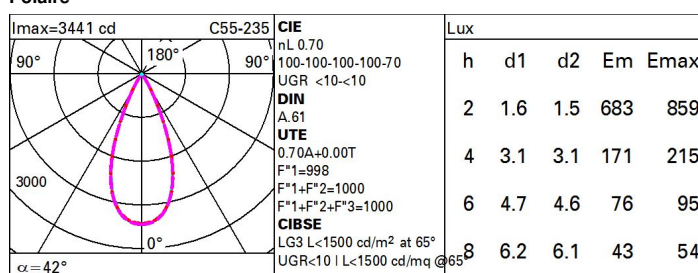 Polaire
Imax=3441 cd C55-235
90° 180° 90°
3000
0°
α=42°
CIE
nL 0.70
100-100-100-100-70
UGR <10-<10
DIN
A.61
UTE
0.70A+0.00T
F"1=998
F"1+F"2=1000
F"1+F"2+F"3=1000
CIBSE
LG3 L<1500 cd/m² at 65°
UGR<10 | L<1500 cd/mq @65°
Lux
h d1 d2 Em Emax
2 1.6 1.5 683 859
4 3.1 3.1 171 215
6 4.7 4.6 76 95
8 6.2 6.1 43 54